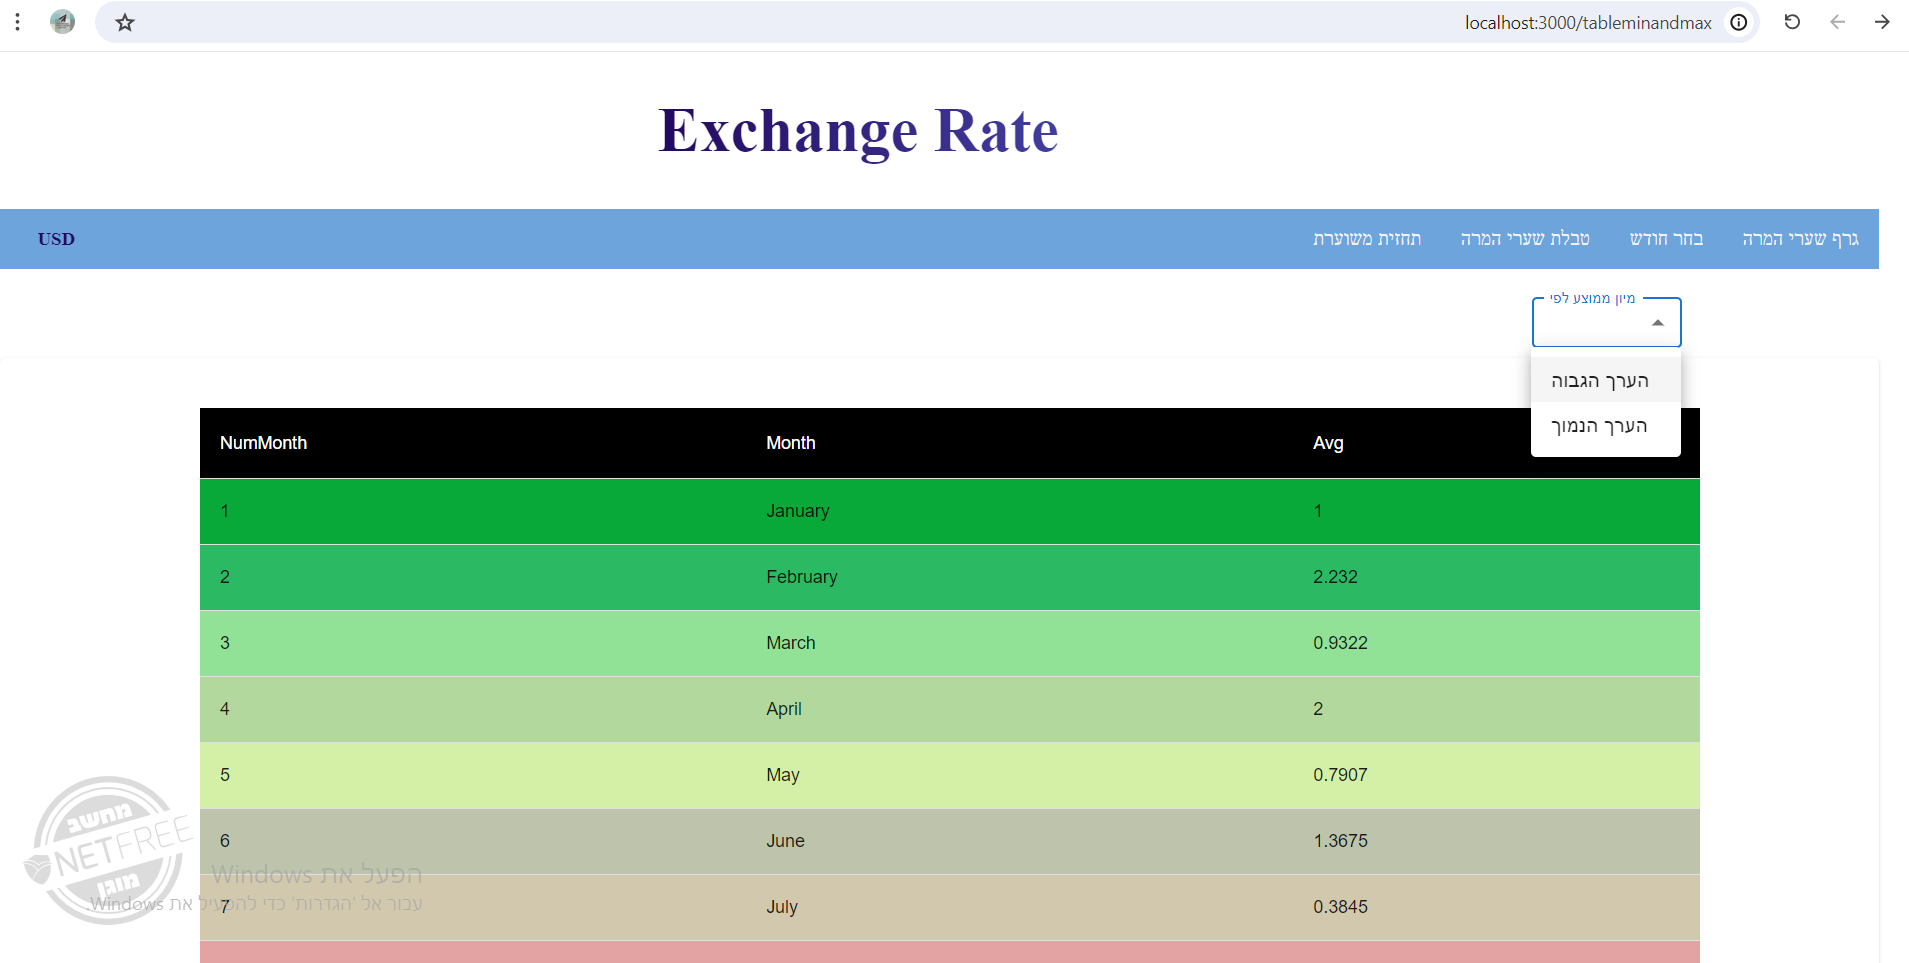 localhost:3000/tableminandmax
Exchange Rate
גרף שערי המרה
בחר חודש
טבלת שערי המרה
תחזית משוערת
USD
מיון ממוצע לפי
הערך הגבוה
הערך הנמוך
NumMonth Month Avg
1 January 1
2 February 2.232
3 March 0.9322
4 April 2
5 May 0.7907
6 June 1.3675
7 July 0.3845
מחשב
NETFREE
מוגן
הפעל את Windows
עבור אל 'הגדרות' כדי להפעיל את Windows.